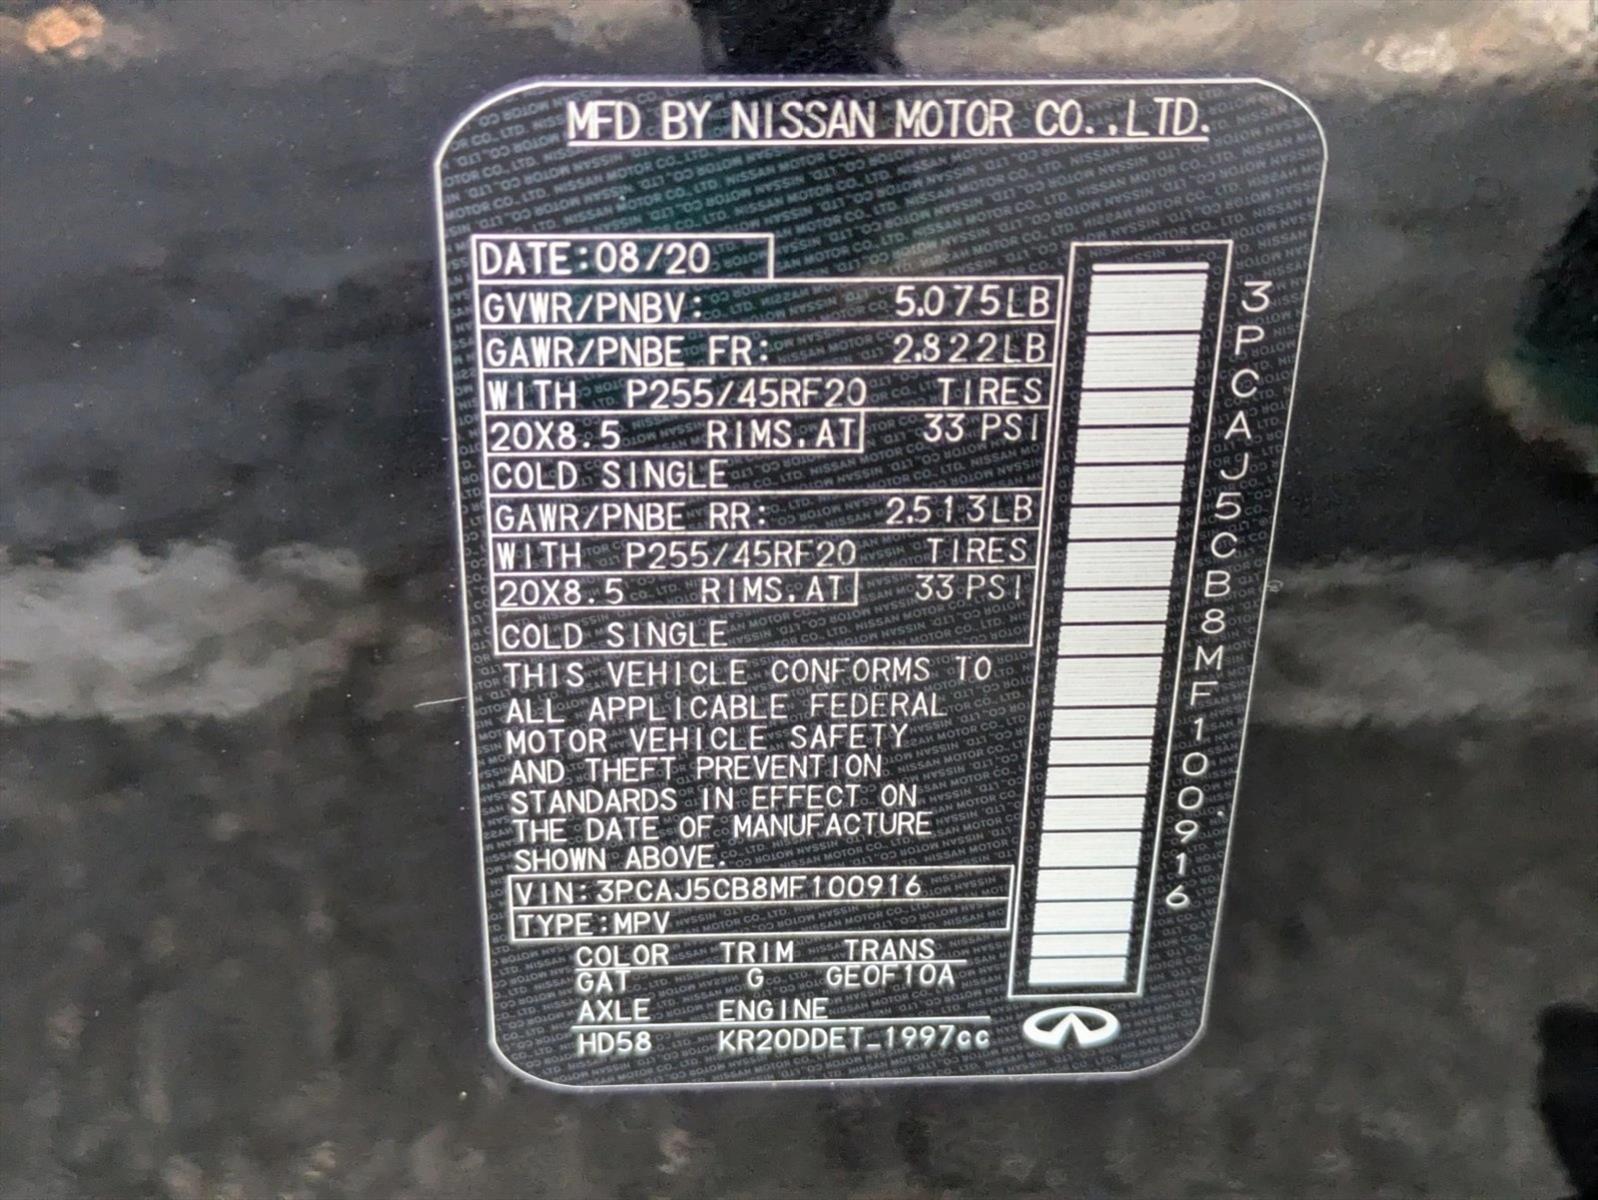 MFD BY NISSAN MOTOR CO.,LTD.
DATE:08/20
GVWR/PNBV: 5,075LB
GAWR/PNBE FR: 2,822LB
WITH P255/45RF20 TIRES
20X8.5 RIMS,AT 33 PSI
COLD SINGLE
GAWR/PNBE RR: 2,513LB
WITH P255/45RF20 TIRES
20X8.5 RIMS,AT 33 PSI
COLD SINGLE
THIS VEHICLE CONFORMS TO
ALL APPLICABLE FEDERAL
MOTOR VEHICLE SAFETY
AND THEFT PREVENTION
STANDARDS IN EFFECT ON
THE DATE OF MANUFACTURE
SHOWN ABOVE.
VIN:3PCAJ5CB8MF100916
TYPE:MPV
COLOR TRIM TRANS
GAT G GE0F10A
AXLE ENGINE
HD58 KR20DDET_1997cc
3PCAJ5CB8MF100916